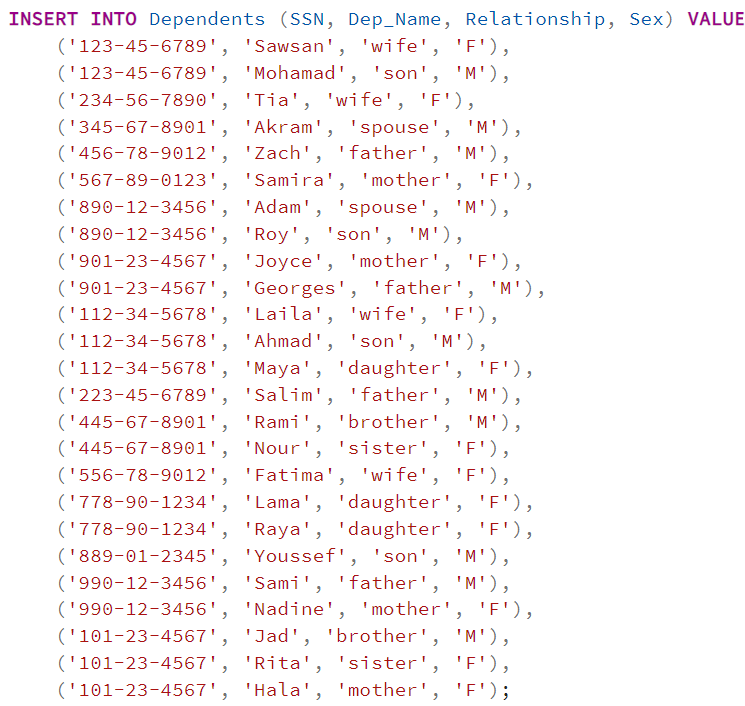 INSERT INTO Dependents (SSN, Dep_Name, Relationship, Sex) VALUE
('123-45-6789', 'Sawsan', 'wife', 'F'),
('123-45-6789', 'Mohamad', 'son', 'M'),
('234-56-7890', 'Tia', 'wife', 'F'),
('345-67-8901', 'Akram', 'spouse', 'M'),
('456-78-9012', 'Zach', 'father', 'M'),
('567-89-0123', 'Samira', 'mother', 'F'),
('890-12-3456', 'Adam', 'spouse', 'M'),
('890-12-3456', 'Roy', 'son', 'M'),
('901-23-4567', 'Joyce', 'mother', 'F'),
('901-23-4567', 'Georges', 'father', 'M'),
('112-34-5678', 'Laila', 'wife', 'F'),
('112-34-5678', 'Ahmad', 'son', 'M'),
('112-34-5678', 'Maya', 'daughter', 'F'),
('223-45-6789', 'Salim', 'father', 'M'),
('445-67-8901', 'Rami', 'brother', 'M'),
('445-67-8901', 'Nour', 'sister', 'F'),
('556-78-9012', 'Fatima', 'wife', 'F'),
('778-90-1234', 'Lama', 'daughter', 'F'),
('778-90-1234', 'Raya', 'daughter', 'F'),
('889-01-2345', 'Youssef', 'son', 'M'),
('990-12-3456', 'Sami', 'father', 'M'),
('990-12-3456', 'Nadine', 'mother', 'F'),
('101-23-4567', 'Jad', 'brother', 'M'),
('101-23-4567', 'Rita', 'sister', 'F'),
('101-23-4567', 'Hala', 'mother', 'F');